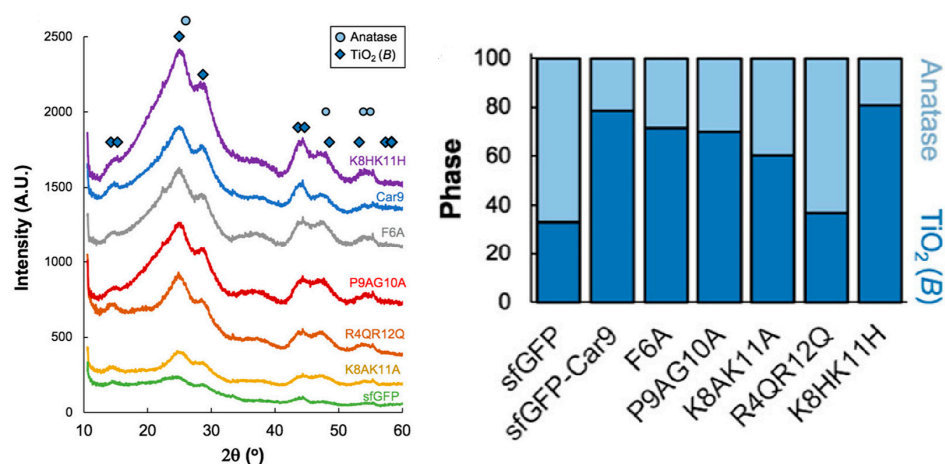 Anatase
TiO₂ (B)
2500
2000
1500
1000
500
0
Intensity (A.U.)
K8HK11H
Car9
F6A
P9AG10A
R4QR12Q
K8AK11A
sfGFP
10 20 30 40 50 60
2θ (°)
100
80
60
40
20
0
Phase
Anatase
TiO₂ (B)
sfGFP
sfGFP-Car9
F6A
P9AG10A
K8AK11A
R4QR12Q
K8HK11H